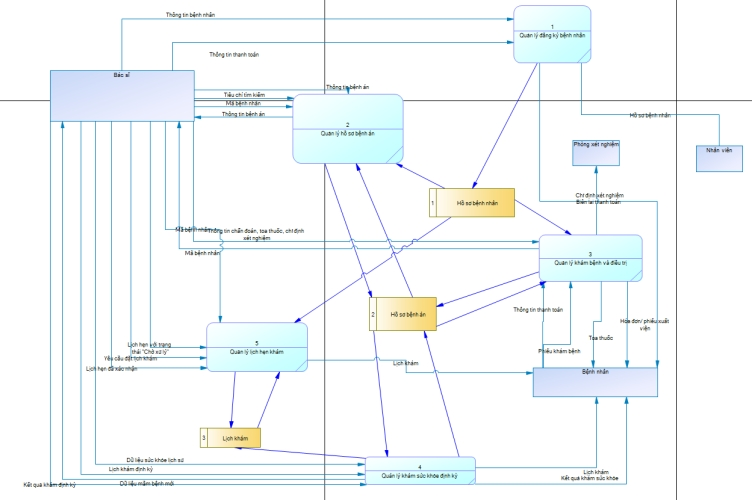 Thông tin bệnh nhân
1
Quản lý đăng ký bệnh nhân
Thông tin thanh toán
Bác sĩ
Thông tin bệnh án
Tiêu chí tìm kiếm
Mã bệnh nhân
Thông tin bệnh án
2
Quản lý hồ sơ bệnh án
Hồ sơ bệnh nhân
Nhân viên
Phòng xét nghiệm
Chỉ định xét nghiệm
Biên lai thanh toán
1
Hồ sơ bệnh nhân
Mã bệnh nhân
Thông tin chẩn đoán, toa thuốc, chỉ định
xét nghiệm
Mã bệnh nhân
3
Quản lý khám bệnh và điều trị
2
Hồ sơ bệnh án
Thông tin thanh toán
Hóa đơn/ phiếu xuất
viện
Toa thuốc
Phiếu khám bệnh
5
Quản lý lịch hẹn khám
Lịch hẹn với trạng
thái "Chờ xử lý"
Yêu cầu đặt lịch khám
Lịch hẹn đã xác nhận
Lịch khám
Bệnh nhân
3
Lịch khám
Dữ liệu sức khỏe lịch sử
Lịch khám định kỳ
4
Quản lý khám sức khỏe định kỳ
Lịch khám
Kết quả khám sức khỏe
Kết quả khám định kỳ
Dữ liệu mầm bệnh mới